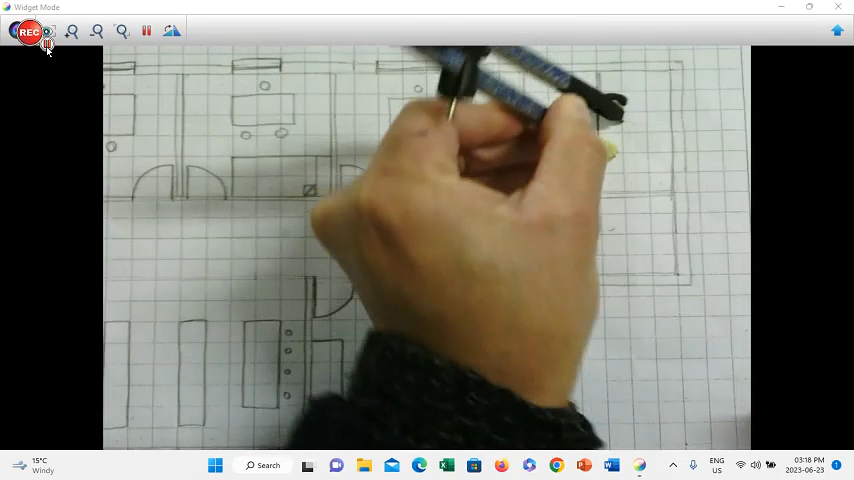 Widget Mode
REC
15°C
Windy
Search
ENG
US
03:18 PM
2023-06-23
1